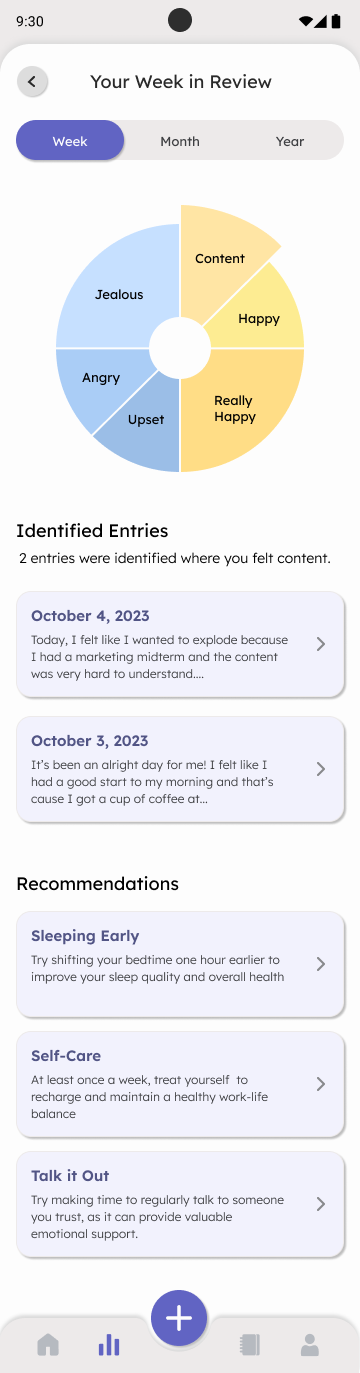 9:30
Your Week in Review
Week Month Year
Content
Jealous
Happy
Angry
Really
Happy
Upset
Identified Entries
2 entries were identified where you felt content.
October 4, 2023
Today, I felt like I wanted to explode because
I had a marketing midterm and the content
was very hard to understand....
October 3, 2023
It's been an alright day for me! I felt like I
had a good start to my morning and that's
cause I got a cup of coffee at...
Recommendations
Sleeping Early
Try shifting your bedtime one hour earlier to
improve your sleep quality and overall health
Self-Care
At least once a week, treat yourself to
recharge and maintain a healthy work-life
balance
Talk it Out
Try making time to regularly talk to someone
you trust, as it can provide valuable
emotional support.